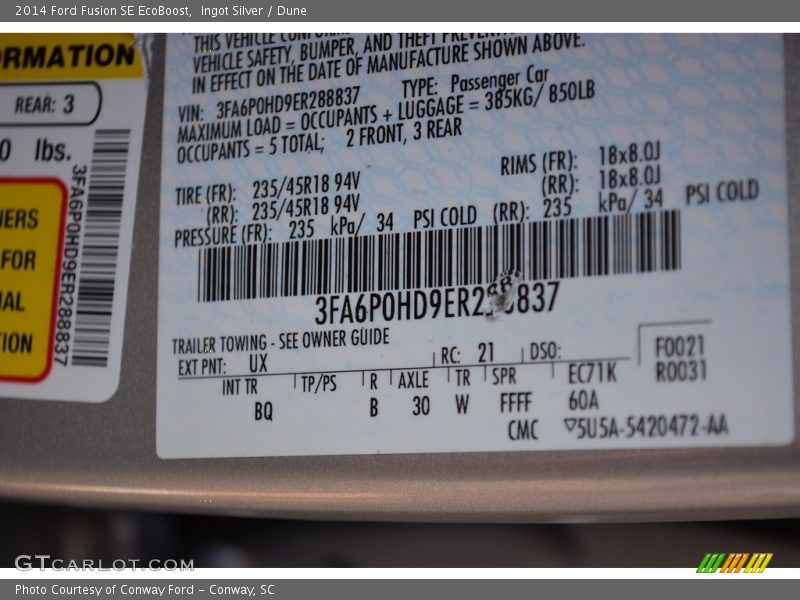 2014 Ford Fusion SE EcoBoost, Ingot Silver / Dune
ORMATION
REAR: 3
0 lbs.
3FA6P0HD9ER288837
NERS
FOR
NAL
TION
THIS VEHICLE
VEHICLE SAFETY, BUMPER, AND THEFT
IN EFFECT ON THE DATE OF MANUFACTURE SHOWN ABOVE.
VIN: 3FA6P0HD9ER288837 TYPE: Passenger Car
MAXIMUM LOAD = OCCUPANTS + LUGGAGE = 385KG/ 850LB
OCCUPANTS = 5 TOTAL; 2 FRONT, 3 REAR
TIRE (FR): 235/45R18 94V RIMS (FR): 18x8.0J
(RR): 235/45R18 94V (RR): 18x8.0J
PRESSURE (FR): 235 kPa/ 34 PSI COLD (RR): 235 kPa/ 34 PSI COLD
3FA6P0HD9ER288837
TRAILER TOWING - SEE OWNER GUIDE
EXT PNT: UX RC: 21 DSO: F0021
INT TR TP/PS R AXLE TR SPR EC71K R0031
BQ B 30 W FFFF 60A
CMC ▽5U5A-5420472-AA
GTCARLOT.COM
Photo Courtesy of Conway Ford – Conway, SC